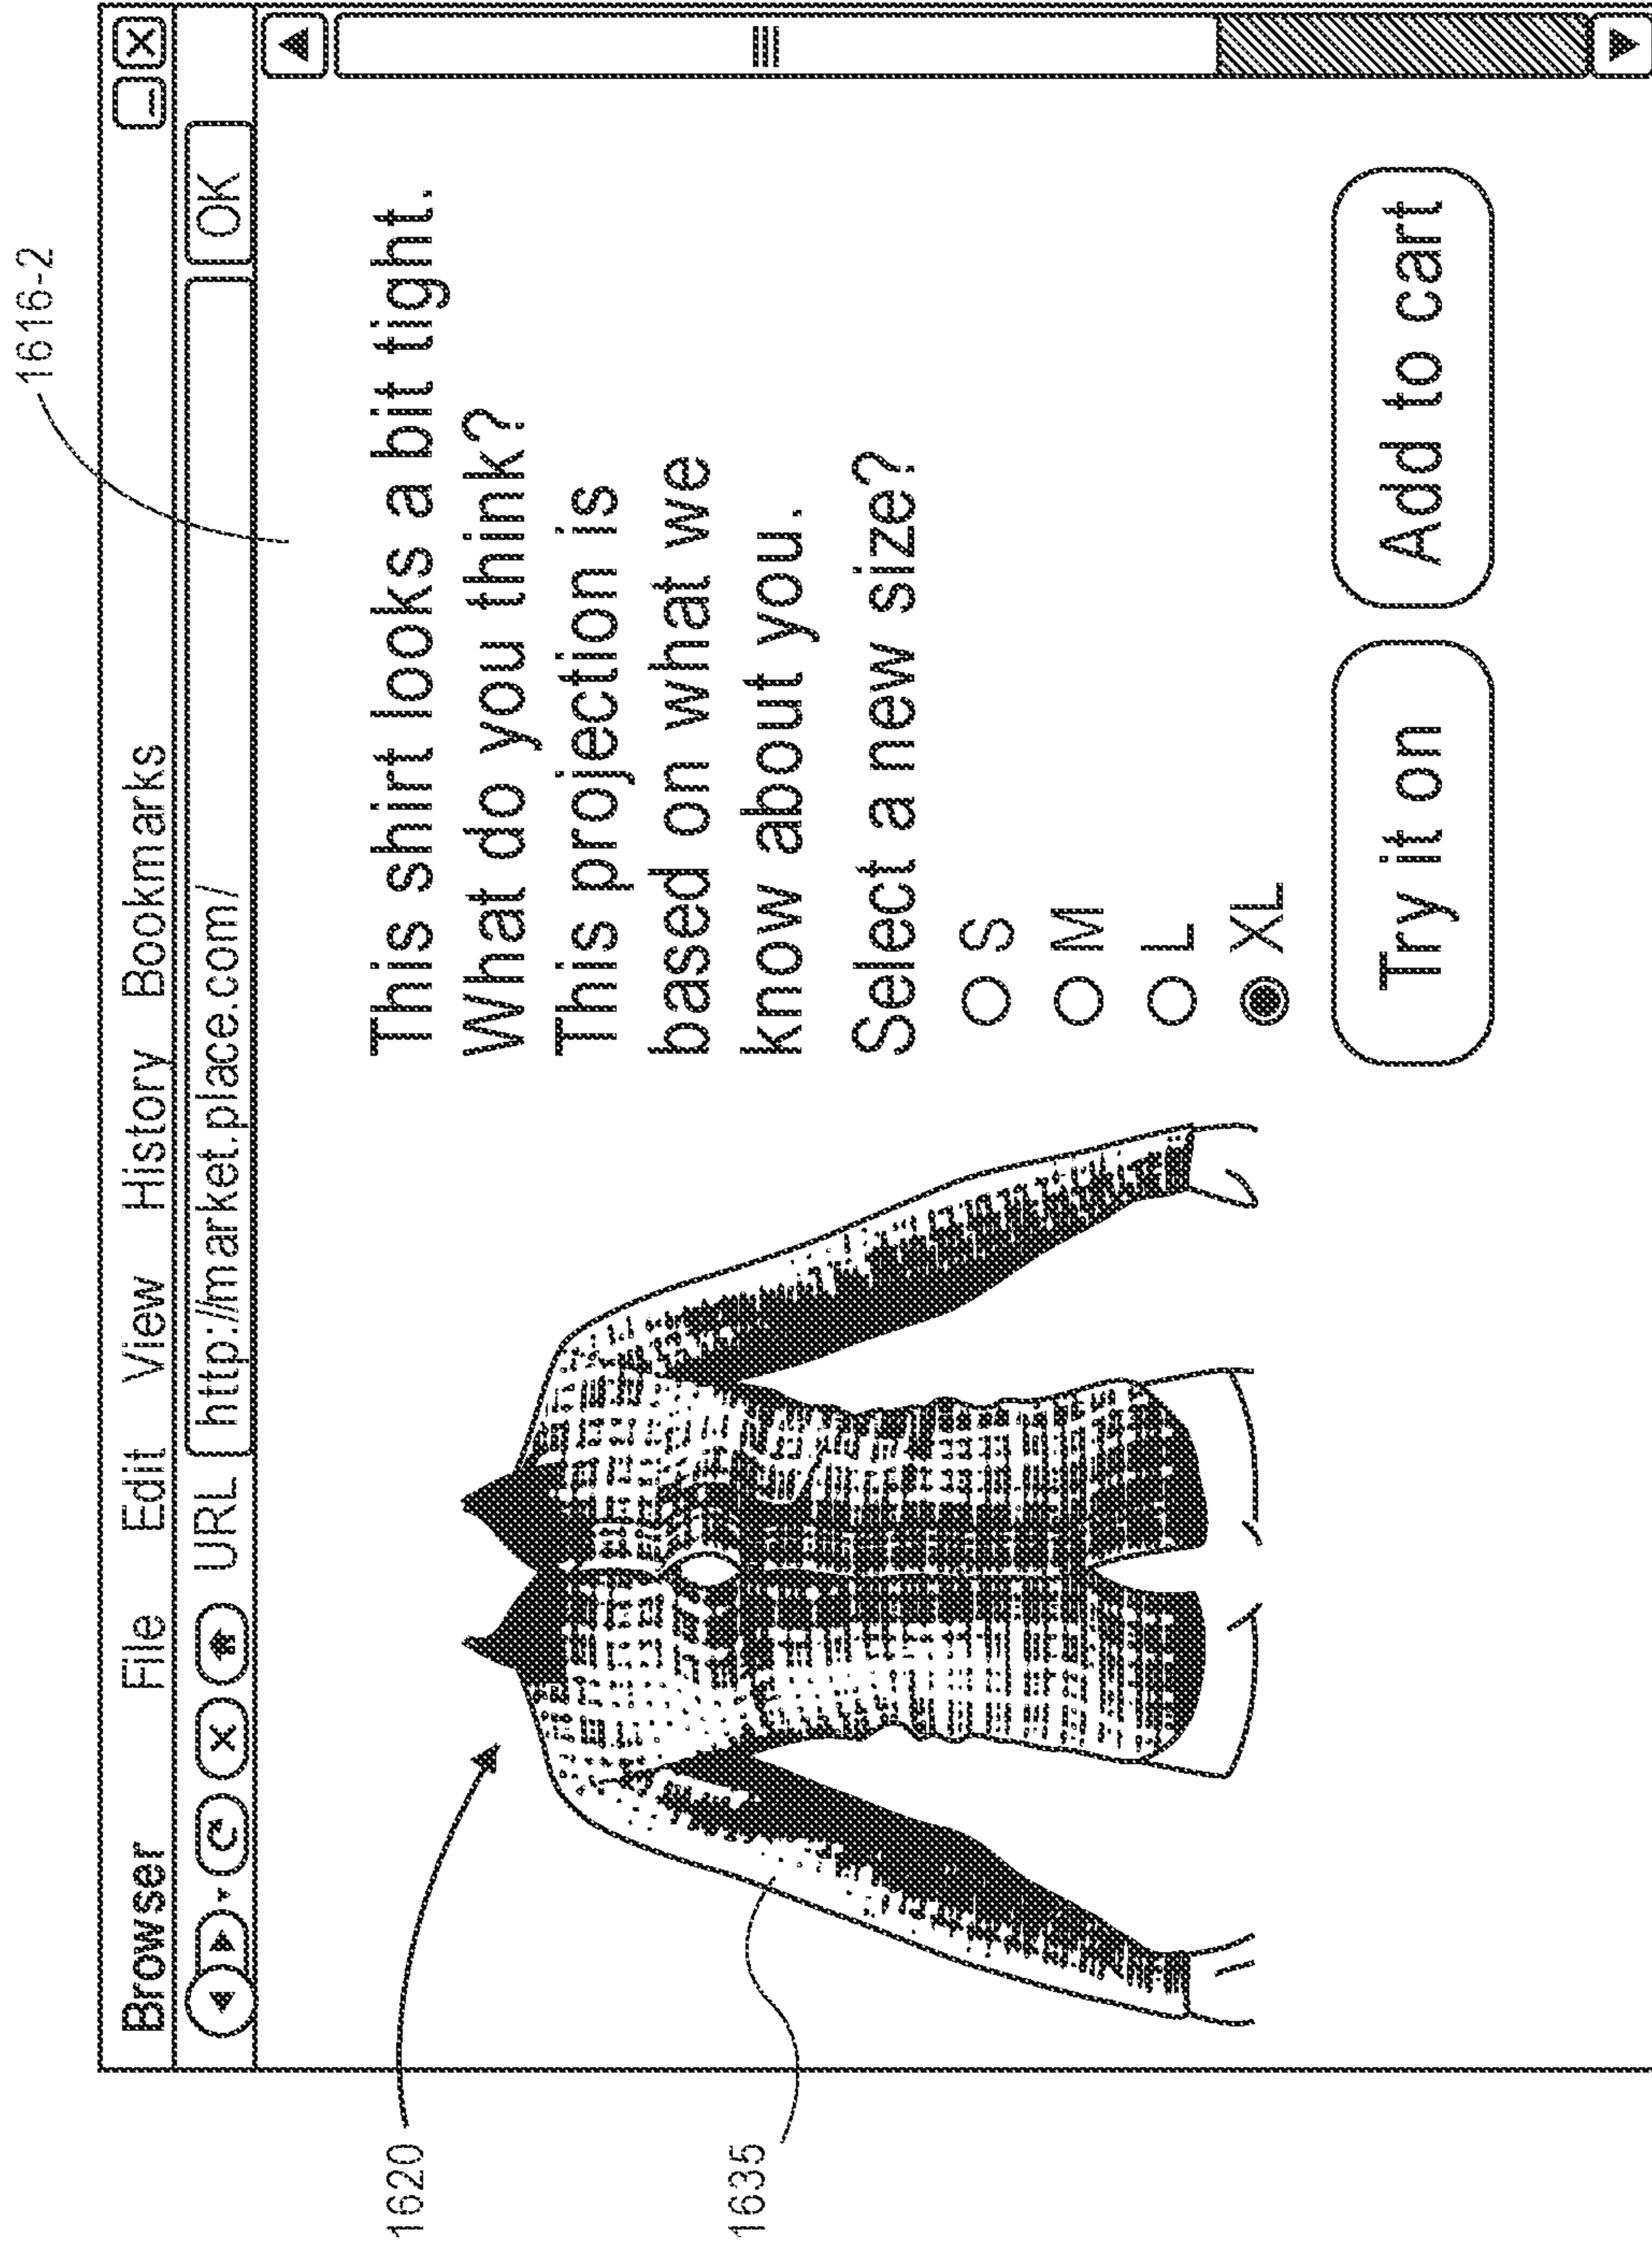 1616-2
Browser File Edit View History Bookmarks
URL http://market.place.com/ OK
1620
1635
This shirt looks a bit tight.
What do you think?
This projection is
based on what we
know about you.
Select a new size?
S
M
L
XL
Try it on Add to cart